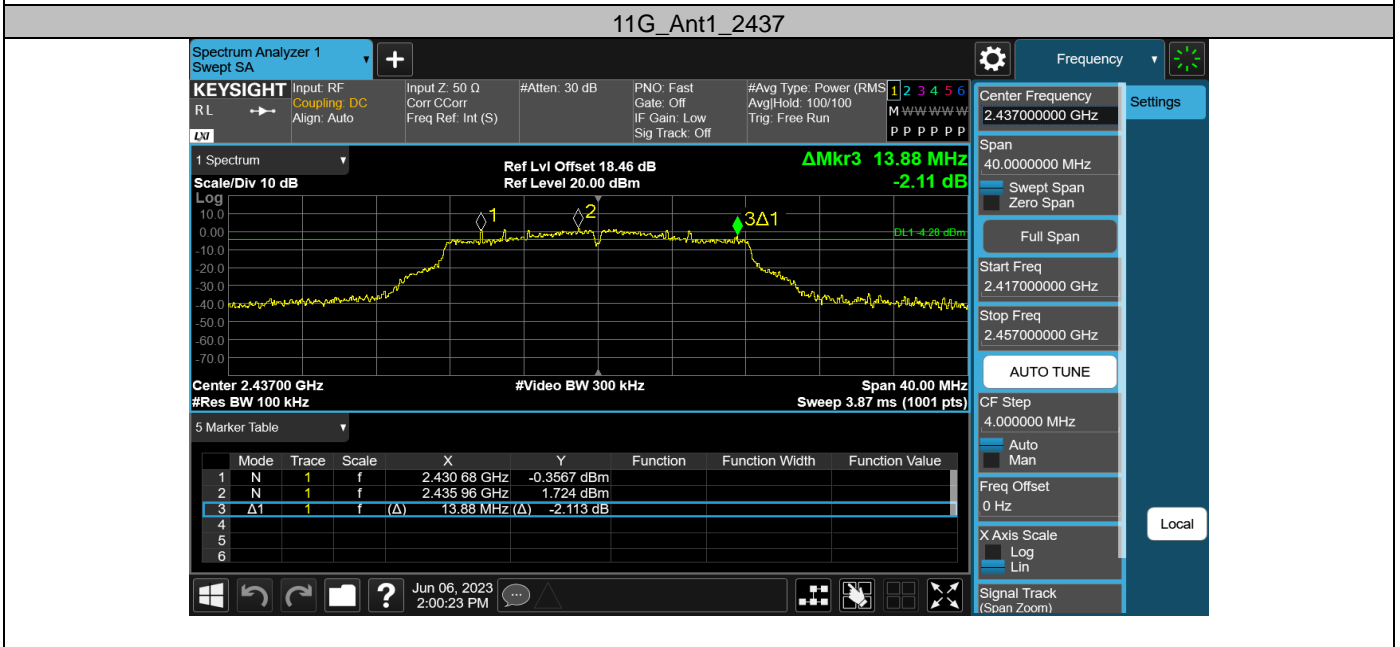 11G_Ant1_2437
Spectrum Analyzer 1
Swept SA
+
Frequency
KEYSIGHT
RL
LXI
Input: RF
Coupling: DC
Align: Auto
Input Z: 50 Ω
Corr CCorr
Freq Ref: Int (S)
#Atten: 30 dB
PNO: Fast
Gate: Off
IF Gain: Low
Sig Track: Off
#Avg Type: Power (RMS
Avg|Hold: 100/100
Trig: Free Run
1 2 3 4 5 6
M W W W W W
P P P P P P
1 Spectrum
Scale/Div 10 dB
Ref Lvl Offset 18.46 dB
Ref Level 20.00 dBm
ΔMkr3 13.88 MHz
-2.11 dB
Log
10.0
0.00
-10.0
-20.0
-30.0
-40.0
-50.0
-60.0
-70.0
1
2
3Δ1
DL1 -4.28 dBm
Center 2.43700 GHz
#Video BW 300 kHz
Span 40.00 MHz
#Res BW 100 kHz
Sweep 3.87 ms (1001 pts)
5 Marker Table
Mode Trace Scale X Y Function Function Width Function Value
1 N 1 f 2.430 68 GHz -0.3567 dBm
2 N 1 f 2.435 96 GHz 1.724 dBm
3 Δ1 1 f (Δ) 13.88 MHz (Δ) -2.113 dB
4
5
6
Center Frequency
2.437000000 GHz
Settings
Span
40.0000000 MHz
Swept Span
Zero Span
Full Span
Start Freq
2.417000000 GHz
Stop Freq
2.457000000 GHz
AUTO TUNE
CF Step
4.000000 MHz
Auto
Man
Freq Offset
0 Hz
Local
X Axis Scale
Log
Lin
Signal Track
(Span Zoom)
?
Jun 06, 2023
2:00:23 PM